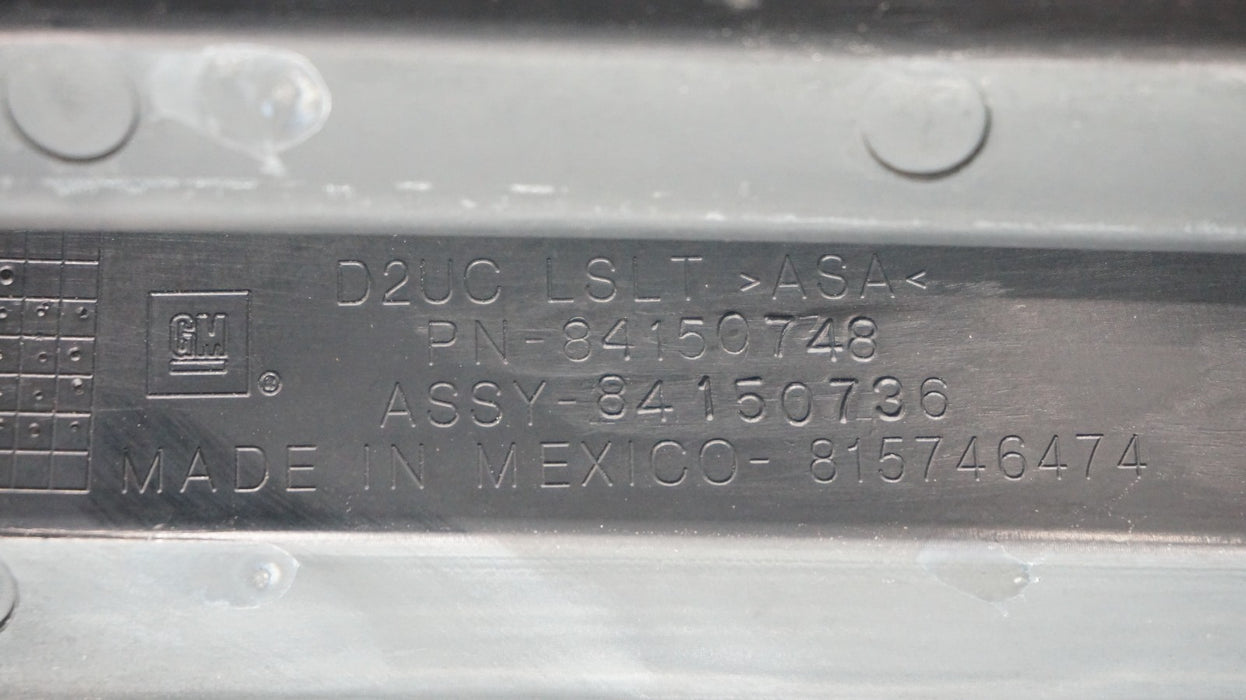 D2UC LSLT >ASA<
PN-84150748
GM ®
ASSY-84150736
MADE IN MEXICO- 815746474